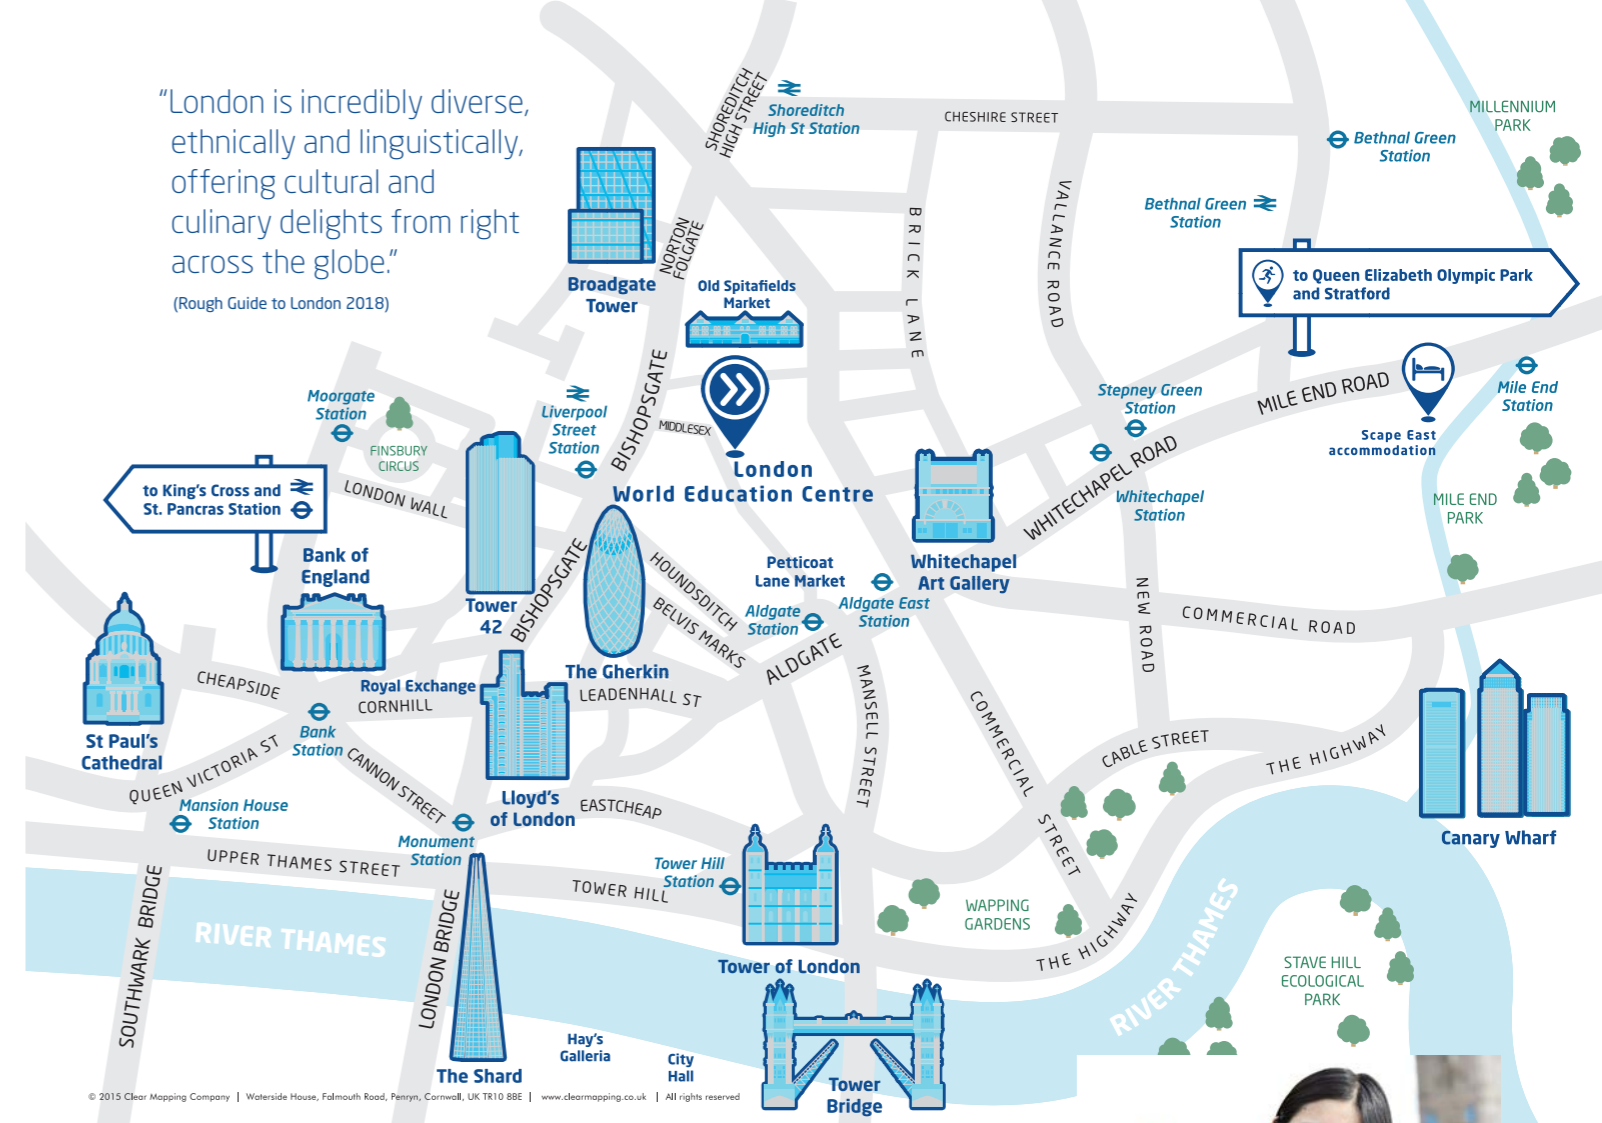 “London is incredibly diverse,
ethnically and linguistically,
offering cultural and
culinary delights from right
across the globe.”
(Rough Guide to London 2018)
SHOREDITCH
HIGH STREET
Shoreditch
High St Station
CHESHIRE STREET
Bethnal Green
Station
MILLENNIUM
PARK
Bethnal Green
Station
VALLANCE ROAD
BRICK LANE
NORTON
FOLGATE
Broadgate
Tower
Old Spitafields
Market
to Queen Elizabeth Olympic Park
and Stratford
MILE END ROAD
Mile End
Station
Scape East
accommodation
MILE END
PARK
Stepney Green
Station
WHITECHAPEL ROAD
Whitechapel
Station
Moorgate
Station
FINSBURY
CIRCUS
Liverpool
Street
Station
BISHOPSGATE
MIDDLESEX
London
World Education Centre
to King's Cross and
St. Pancras Station
LONDON WALL
Bank of
England
Tower
42
BISHOPSGATE
HOUNSDITCH
BELVIS MARKS
The Gherkin
Petticoat
Lane Market
Aldgate
Station
Aldgate East
Station
Whitechapel
Art Gallery
ALDGATE
NEW ROAD
COMMERCIAL ROAD
CHEAPSIDE
Royal Exchange
CORNHILL
LEADENHALL ST
MANSELL STREET
COMMERCIAL STREET
CABLE STREET
THE HIGHWAY
Canary Wharf
St Paul's
Cathedral
Bank
Station
QUEEN VICTORIA ST
CANNON STREET
Mansion House
Station
Monument
Station
Lloyd's
of London
EASTCHEAP
UPPER THAMES STREET
TOWER HILL
Tower Hill
Station
Tower of London
WAPPING
GARDENS
THE HIGHWAY
RIVER THAMES
RIVER THAMES
STAVE HILL
ECOLOGICAL
PARK
SOUTHWARK BRIDGE
LONDON BRIDGE
The Shard
Hay's
Galleria
City
Hall
Tower
Bridge
© 2015 Clear Mapping Company | Waterside House, Falmouth Road, Penryn, Cornwall, UK TR10 8BE | www.clearmapping.co.uk | All rights reserved